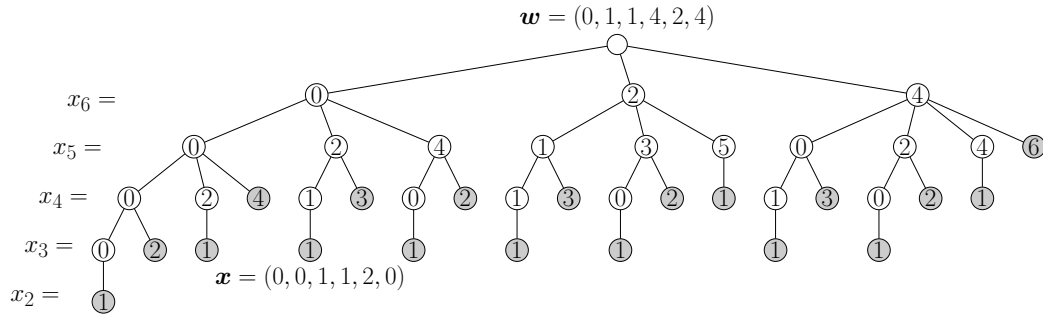 w = (0, 1, 1, 4, 2, 4)
x₆ = 0 2 4
x₅ = 0 2 4 1 3 5 0 2 4 6
x₄ = 0 2 4 1 3 0 2 1 3 0 2 1 1 3 0 2 1
x₃ = 0 2 1 1 1 1 1 1 1
x = (0, 0, 1, 1, 2, 0)
x₂ = 1